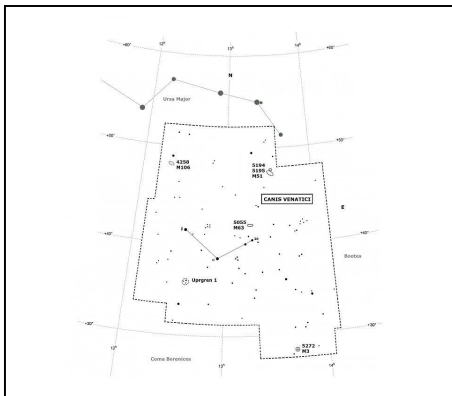 12h
13h
14h
+60°
+60°
N
Ursa Major
+50°
+50°
4258
M106
5194
5195
M51
CANIS VENATICI
E
5055
M63
+40°
+40°
Bootes
Upgren 1
+30°
+30°
5272
M3
12h
Coma Berenices
13h
14h